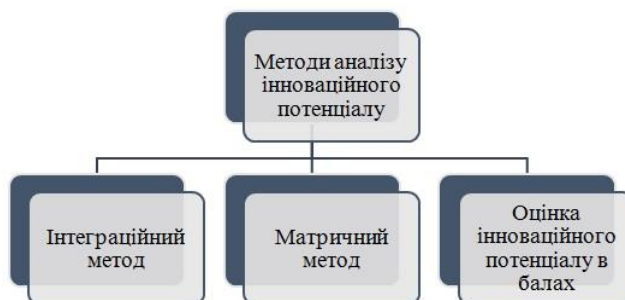 Методи аналізу
інноваційного
потенціалу
Інтеграційний
метод
Матричний
метод
Оцінка
інноваційного
потенціалу в
балах